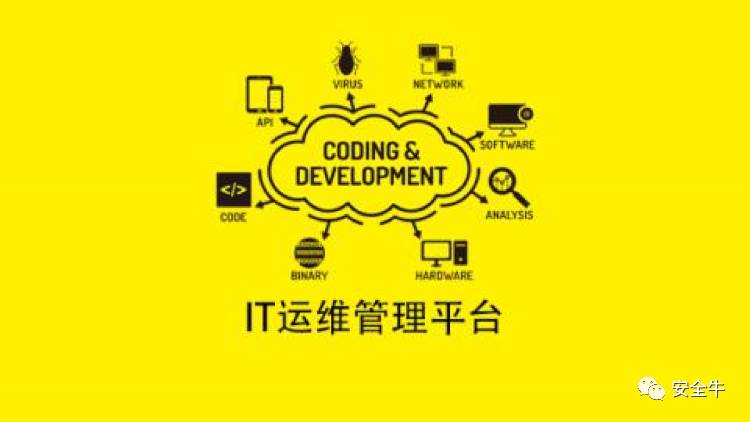 VIRUS
NETWORK
API
SOFTWARE
CODING &
DEVELOPMENT
</>
CODE
ANALYSIS
BINARY
HARDWARE
IT运维管理平台
安全牛